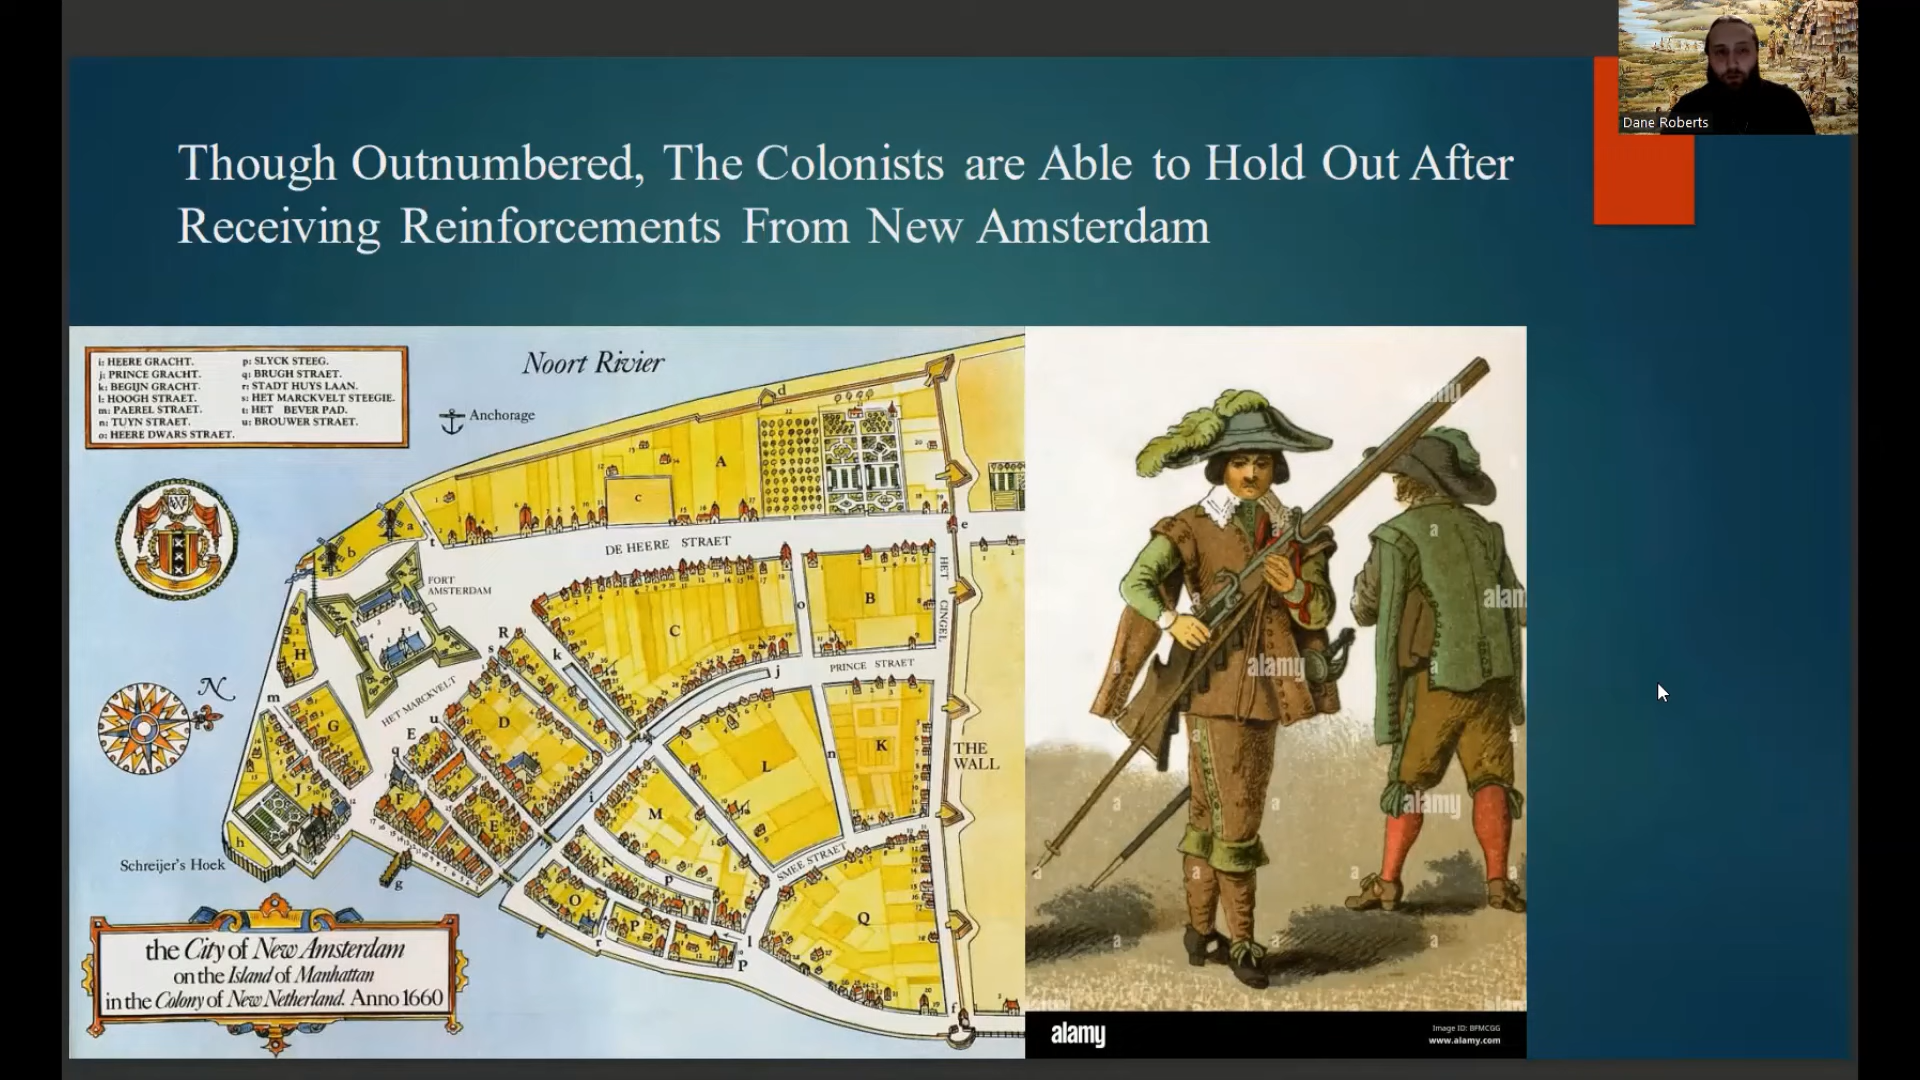 Dane Roberts
Though Outnumbered, The Colonists are Able to Hold Out After
Receiving Reinforcements From New Amsterdam
i: HEERE GRACHT.
j: PRINCE GRACHT.
k: BEGIJN GRACHT.
l: HOOGH STRAET.
m: PAEREL STRAET.
n: TUYN STRAET.
o: HEERE DWARS STRAET.
p: SLYCK STEEG.
q: BRUGH STRAET.
r: STADT HUYS LAAN.
s: HET MARCKVELT STEEGIE.
t: HET BEVER PAD.
u: BROUWER STRAET.
Noort Rivier
Anchorage
d
A
C
a
b
t
e
DE HEERE STRAET
FORT
AMSTERDAM
HET CINGEL
B
C
o
R
s
k
H
j
PRINCE STRAET
N
m
HET MARCKVELT
G
u
E
D
q
K
n
L
THE
WALL
J
F
i
M
E
h
Schreijer's Hoek
g
N
p
SMEE STRAET
O
P
Q
r
l
P
f
the City of New Amsterdam
on the Island of Manhattan
in the Colony of New Netherland. Anno 1660
alamy
alamy
alamy
alamy
Image ID: BPMCGG
www.alamy.com